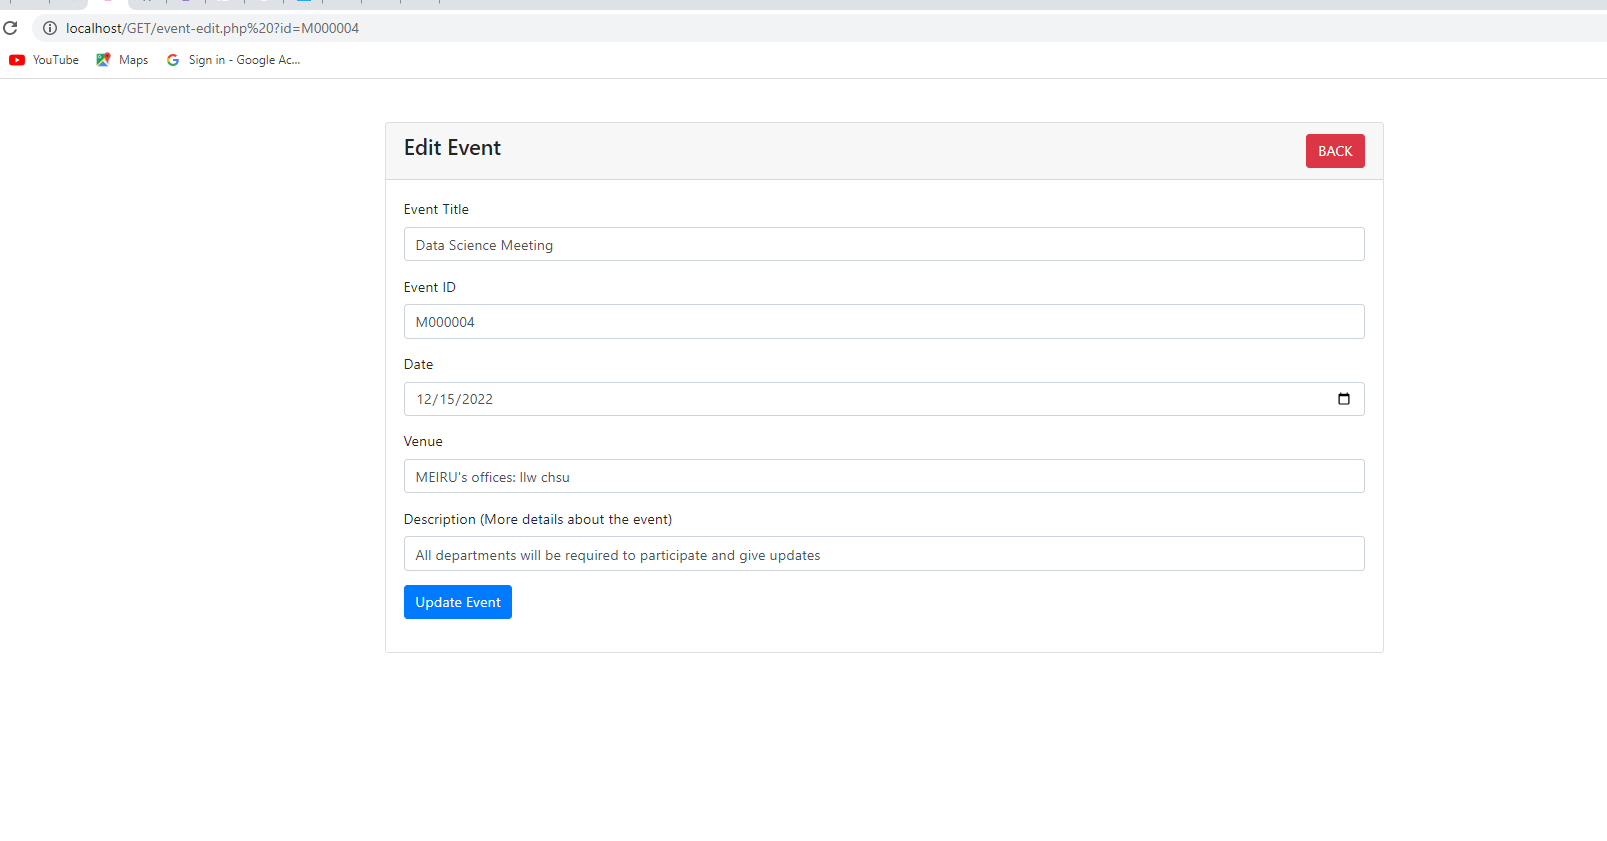 localhost/GET/event-edit.php%20?id=M000004
YouTube Maps Sign in - Google Ac...
Edit Event
BACK
Event Title
Data Science Meeting
Event ID
M000004
Date
12/15/2022
Venue
MEIRU's offices: llw chsu
Description (More details about the event)
All departments will be required to participate and give updates
Update Event